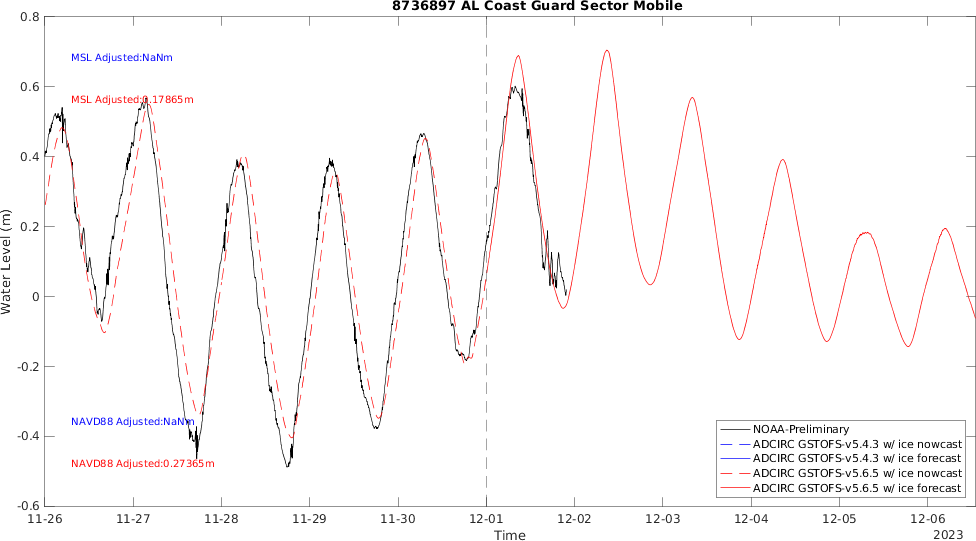 8736897 AL Coast Guard Sector Mobile
0.8
MSL Adjusted:NaNm
0.6
MSL Adjusted:0.17865m
0.4
0.2
Water Level (m)
0
-0.2
NAVD88 Adjusted:NaNm
-0.4
NAVD88 Adjusted:0.27365m
-0.6
NOAA-Preliminary
ADCIRC GSTOFS-v5.4.3 w/ ice nowcast
ADCIRC GSTOFS-v5.4.3 w/ ice forecast
ADCIRC GSTOFS-v5.6.5 w/ ice nowcast
ADCIRC GSTOFS-v5.6.5 w/ ice forecast
11-26 11-27 11-28 11-29 11-30 12-01 12-02 12-03 12-04 12-05 12-06
Time
2023